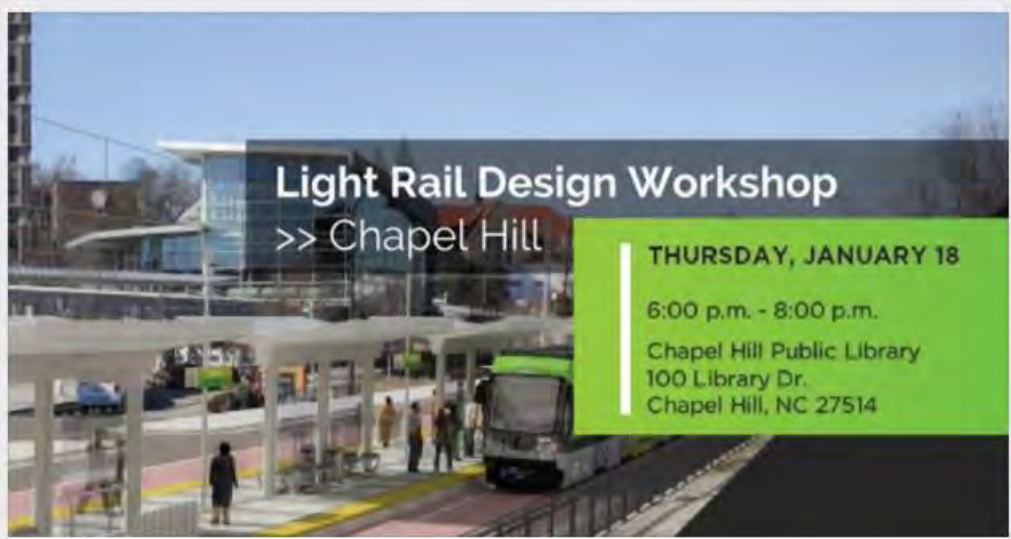 Light Rail Design Workshop
>> Chapel Hill
THURSDAY, JANUARY 18
6:00 p.m. - 8:00 p.m.
Chapel Hill Public Library
100 Library Dr.
Chapel Hill, NC 27514